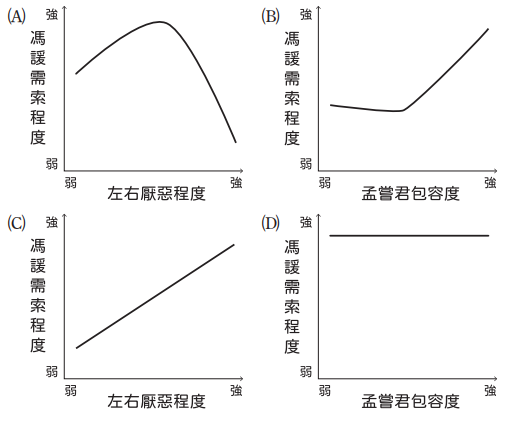 (A)
強
馮諼需索程度
弱
弱
強
左右厭惡程度
(B)
強
馮諼需索程度
弱
弱
強
孟嘗君包容度
(C)
強
馮諼需索程度
弱
弱
強
左右厭惡程度
(D)
強
馮諼需索程度
弱
弱
強
孟嘗君包容度